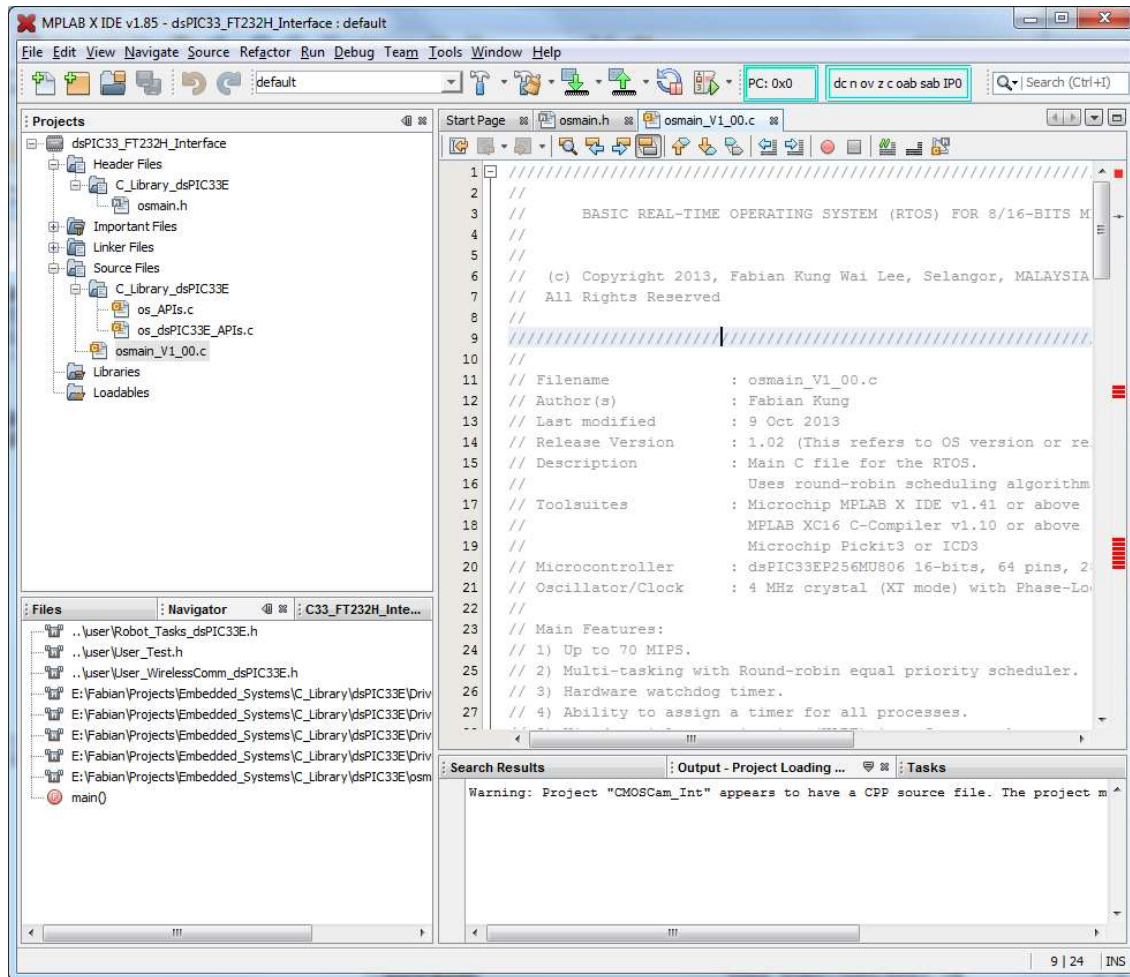 MPLAB X IDE v1.85 - dsPIC33_FT232H_Interface : default
File Edit View Navigate Source Refactor Run Debug Team Tools Window Help
default
PC: 0x0
dc n ov z c oab sab IP0
Search (Ctrl+I)
Projects
dsPIC33_FT232H_Interface
Header Files
C_Library_dsPIC33E
osmain.h
Important Files
Linker Files
Source Files
C_Library_dsPIC33E
os_APIs.c
os_dsPIC33E_APIs.c
osmain_V1_00.c
Libraries
Loadables
Files Navigator C33_FT232H_Inte...
..\user\Robot_Tasks_dsPIC33E.h
..\user\User_Test.h
..\user\User_WirelessComm_dsPIC33E.h
E:\Fabian\Projects\Embedded_Systems\C_Library\dsPIC33E\Driv
E:\Fabian\Projects\Embedded_Systems\C_Library\dsPIC33E\Driv
E:\Fabian\Projects\Embedded_Systems\C_Library\dsPIC33E\Driv
E:\Fabian\Projects\Embedded_Systems\C_Library\dsPIC33E\Driv
E:\Fabian\Projects\Embedded_Systems\C_Library\dsPIC33E\osm
main()
Start Page osmain.h osmain_V1_00.c
1 //////////////////////////////////////////////////////////////////
2 //
3 // BASIC REAL-TIME OPERATING SYSTEM (RTOS) FOR 8/16-BITS M
4 //
5 //
6 // (c) Copyright 2013, Fabian Kung Wai Lee, Selangor, MALAYSIA
7 // All Rights Reserved
8 //
9 //////////////////////////////////////////////////////////////////
10 //
11 // Filename : osmain_V1_00.c
12 // Author(s) : Fabian Kung
13 // Last modified : 9 Oct 2013
14 // Release Version : 1.02 (This refers to OS version or re
15 // Description : Main C file for the RTOS.
16 // Uses round-robin scheduling algorithm
17 // Toolsuites : Microchip MPLAB X IDE v1.41 or above
18 // MPLAB XC16 C-Compiler v1.10 or above
19 // Microchip Pickit3 or ICD3
20 // Microcontroller : dsPIC33EP256MU806 16-bits, 64 pins, 2
21 // Oscillator/Clock : 4 MHz crystal (XT mode) with Phase-Lo
22 //
23 // Main Features:
24 // 1) Up to 70 MIPS.
25 // 2) Multi-tasking with Round-robin equal priority scheduler.
26 // 3) Hardware watchdog timer.
27 // 4) Ability to assign a timer for all processes.
Search Results Output - Project Loading ... Tasks
Warning: Project "CMOSCam_Int" appears to have a CPP source file. The project m
9 | 24 INS